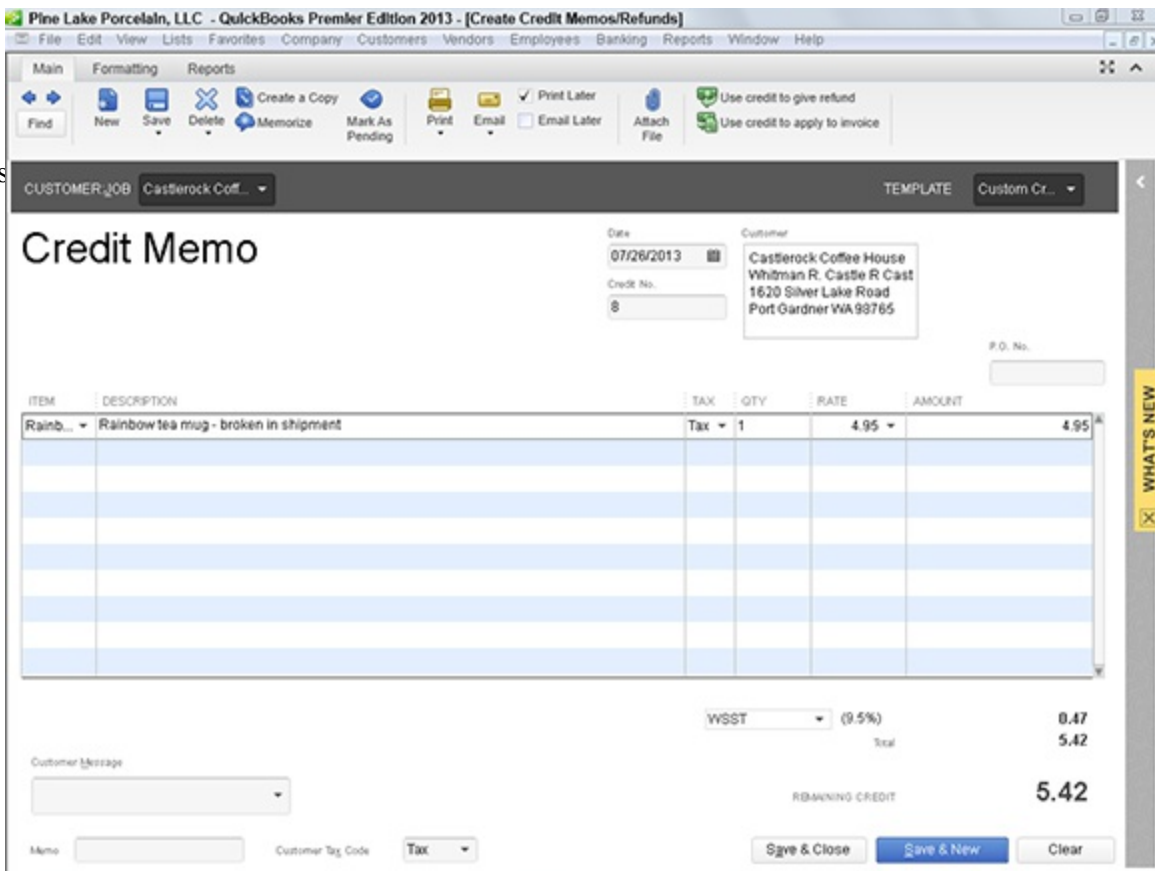 Pine Lake Porcelain, LLC - QuickBooks Premier Edition 2013 - [Create Credit Memos/Refunds]
File Edit View Lists Favorites Company Customers Vendors Employees Banking Reports Window Help
Main Formatting Reports
Find New Save Delete Create a Copy Memorize Mark As Pending Print Email Print Later Email Later Attach File Use credit to give refund Use credit to apply to invoice
s
CUSTOMER:JOB Castlerock Coff... TEMPLATE Custom Cr...
Credit Memo
Date
07/26/2013
Credit No.
8
Customer
Castlerock Coffee House
Whitman R. Castle R Cast
1620 Silver Lake Road
Port Gardner WA 98765
P.O. No.
ITEM DESCRIPTION TAX QTY RATE AMOUNT
Rainb... Rainbow tea mug - broken in shipment Tax 1 4.95 4.95
WHAT'S NEW
WSST (9.5%) 0.47
Total 5.42
Customer Message
REMAINING CREDIT 5.42
Memo Customer Tax Code Tax Save & Close Save & New Clear